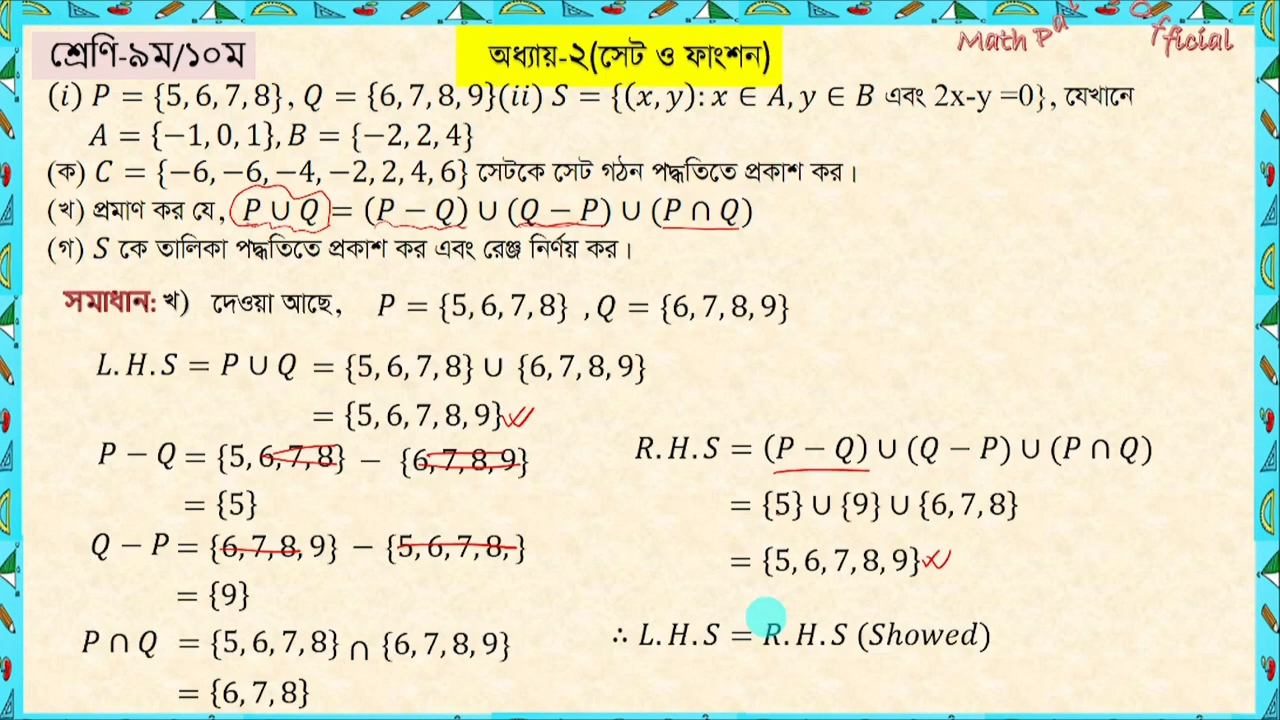 Math Pa Official
শ্রেণি-৯ম/১০ম
অধ্যায়-২(সেট ও ফাংশন)
(i) P = {5, 6, 7, 8}, Q = {6, 7, 8, 9}(ii) S = {(x, y): x ∈ A, y ∈ B এবং 2x-y =0}, যেখানে
A = {−1, 0, 1}, B = {−2, 2, 4}
(ক) C = {−6, −6, −4, −2, 2, 4, 6} সেটকে সেট গঠন পদ্ধতিতে প্রকাশ কর।
(খ) প্রমাণ কর যে, P ∪ Q = (P − Q) ∪ (Q − P) ∪ (P ∩ Q)
(গ) S কে তালিকা পদ্ধতিতে প্রকাশ কর এবং রেঞ্জ নির্ণয় কর।
সমাধান: খ) দেওয়া আছে, P = {5, 6, 7, 8} , Q = {6, 7, 8, 9}
L.H.S = P ∪ Q = {5, 6, 7, 8} ∪ {6, 7, 8, 9}
= {5, 6, 7, 8, 9}
P − Q = {5, 6, 7, 8} − {6, 7, 8, 9}
= {5}
Q − P = {6, 7, 8, 9} − {5, 6, 7, 8, }
= {9}
P ∩ Q = {5, 6, 7, 8} ∩ {6, 7, 8, 9}
= {6, 7, 8}
R.H.S = (P − Q) ∪ (Q − P) ∪ (P ∩ Q)
= {5} ∪ {9} ∪ {6, 7, 8}
= {5, 6, 7, 8, 9}
∴ L.H.S = R.H.S (Showed)